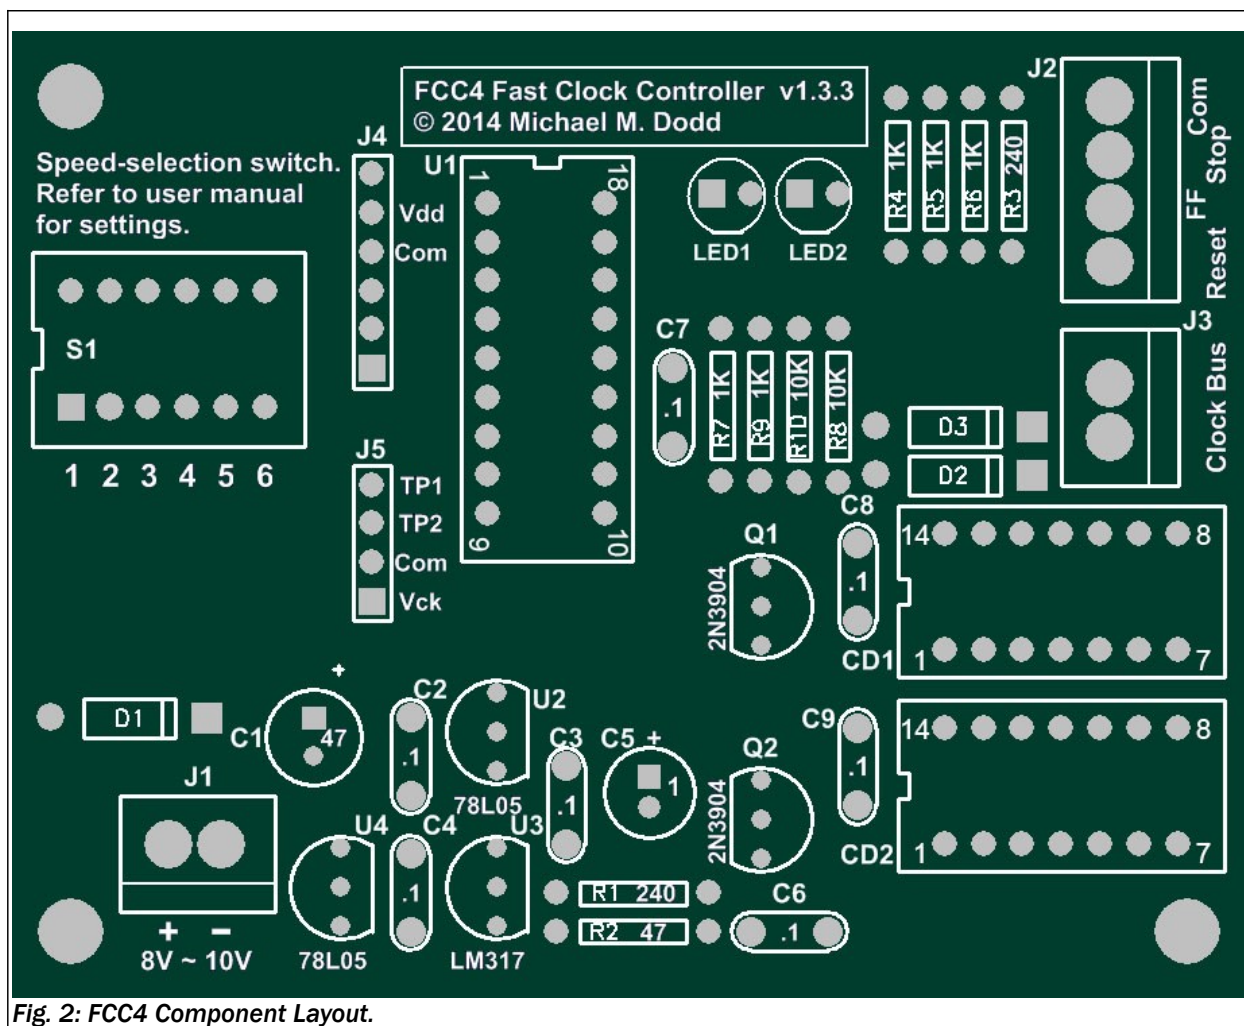 FCC4 Fast Clock Controller v1.3.3
© 2014 Michael M. Dodd
Speed-selection switch.
Refer to user manual
for settings.
J4
Vdd
Com
U1
1
18
9
10
LED1
LED2
R4 1K
R5 1K
R6 1K
R3 240
J2
Com
Stop
FF
Reset
S1
1 2 3 4 5 6
J5
TP1
TP2
Com
Vck
C7
.1
R7 1K
R9 1K
R10 10K
R8 10K
J3
Clock Bus
D3
D2
Q1
2N3904
C8
.1
14
8
CD1
1
7
D1
C1
+
47
C2
.1
U2
78L05
C3
.1
C5 +
1
Q2
2N3904
C9
.1
14
8
CD2
1
7
J1
+ –
8V ~ 10V
U4
78L05
C4
.1
U3
LM317
R1 240
R2 47
C6
.1
Fig. 2: FCC4 Component Layout.